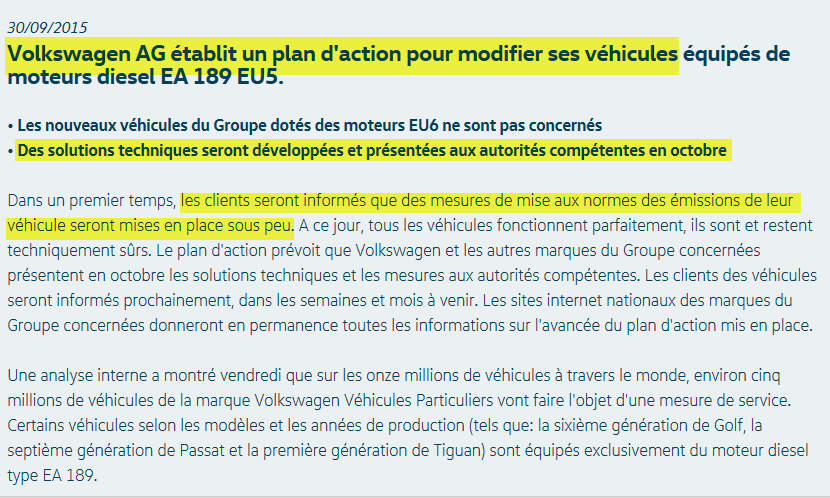 30/09/2015
Volkswagen AG établit un plan d'action pour modifier ses véhicules équipés de
moteurs diesel EA 189 EU5.
• Les nouveaux véhicules du Groupe dotés des moteurs EU6 ne sont pas concernés
• Des solutions techniques seront développées et présentées aux autorités compétentes en octobre
Dans un premier temps, les clients seront informés que des mesures de mise aux normes des émissions de leur
véhicule seront mises en place sous peu. A ce jour, tous les véhicules fonctionnent parfaitement, ils sont et restent
techniquement sûrs. Le plan d'action prévoit que Volkswagen et les autres marques du Groupe concernées
présentent en octobre les solutions techniques et les mesures aux autorités compétentes. Les clients des véhicules
seront informés prochainement, dans les semaines et mois à venir. Les sites internet nationaux des marques du
Groupe concernées donneront en permanence toutes les informations sur l'avancée du plan d'action mis en place.
Une analyse interne a montré vendredi que sur les onze millions de véhicules à travers le monde, environ cinq
millions de véhicules de la marque Volkswagen Véhicules Particuliers vont faire l'objet d'une mesure de service.
Certains véhicules selon les modèles et les années de production (tels que: la sixième génération de Golf, la
septième génération de Passat et la première génération de Tiguan) sont équipés exclusivement du moteur diesel
type EA 189.